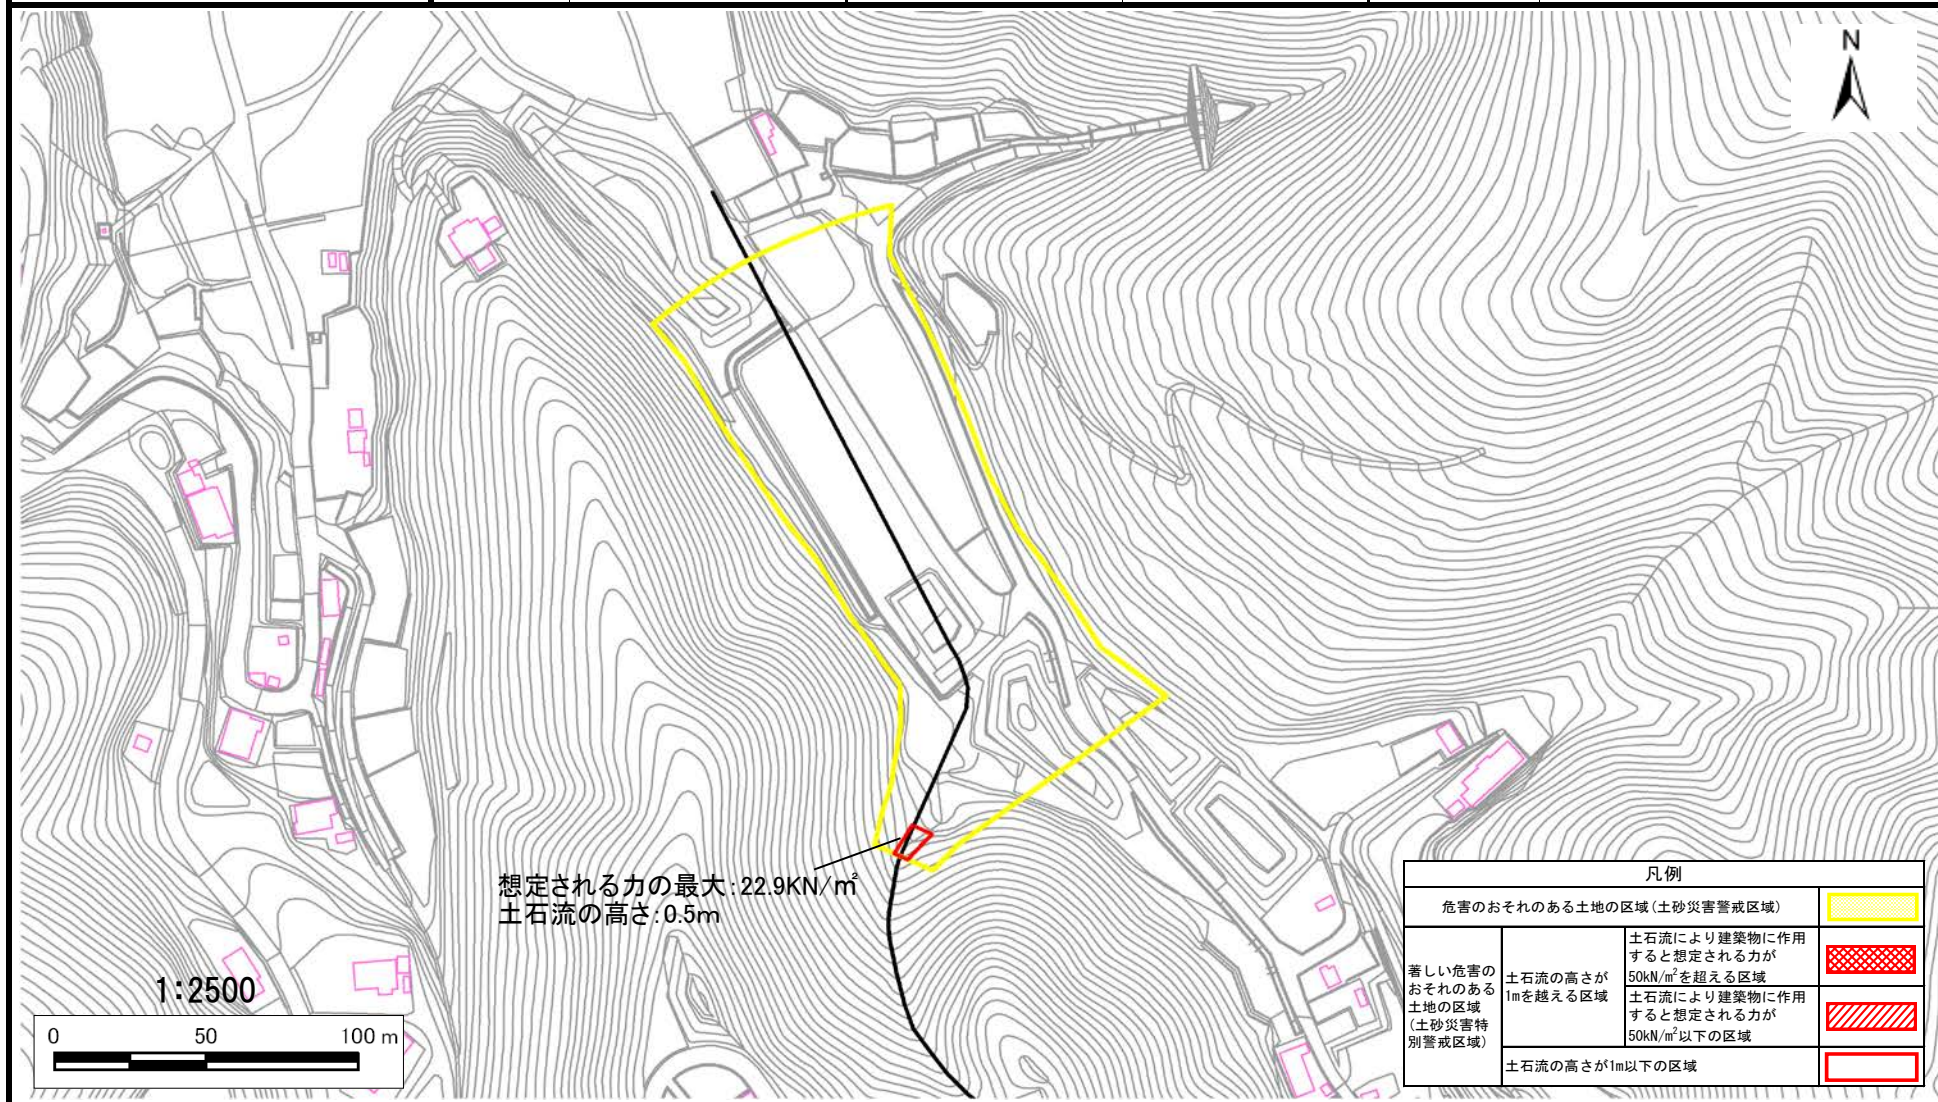 N
想定される力の最大:22.9KN/㎡
土石流の高さ:0.5m
1:2500
0 50 100 m
凡例
危害のおそれのある土地の区域(土砂災害警戒区域)
著しい危害の
おそれのある
土地の区域
(土砂災害特
別警戒区域)
土石流の高さが
1mを越える区域
土石流により建築物に作用
すると想定される力が
50kN/m²を超える区域
土石流により建築物に作用
すると想定される力が
50kN/m²以下の区域
土石流の高さが1m以下の区域